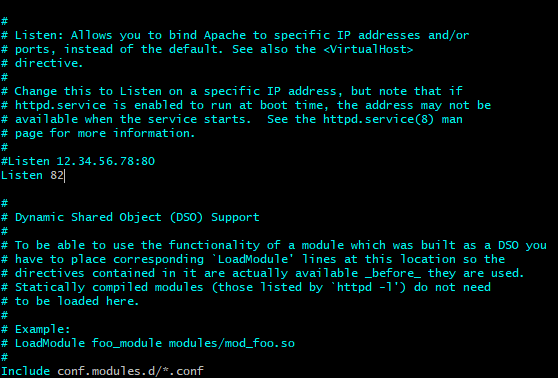 #
# Listen: Allows you to bind Apache to specific IP addresses and/or
# ports, instead of the default. See also the <VirtualHost>
# directive.
#
# Change this to Listen on a specific IP address, but note that if
# httpd.service is enabled to run at boot time, the address may not be
# available when the service starts.  See the httpd.service(8) man
# page for more information.
#
#Listen 12.34.56.78:80
Listen 82
#
# Dynamic Shared Object (DSO) Support
#
# To be able to use the functionality of a module which was built as a DSO you
# have to place corresponding `LoadModule' lines at this location so the
# directives contained in it are actually available _before_ they are used.
# Statically compiled modules (those listed by `httpd -l') do not need
# to be loaded here.
#
# Example:
# LoadModule foo_module modules/mod_foo.so
#
Include conf.modules.d/*.conf